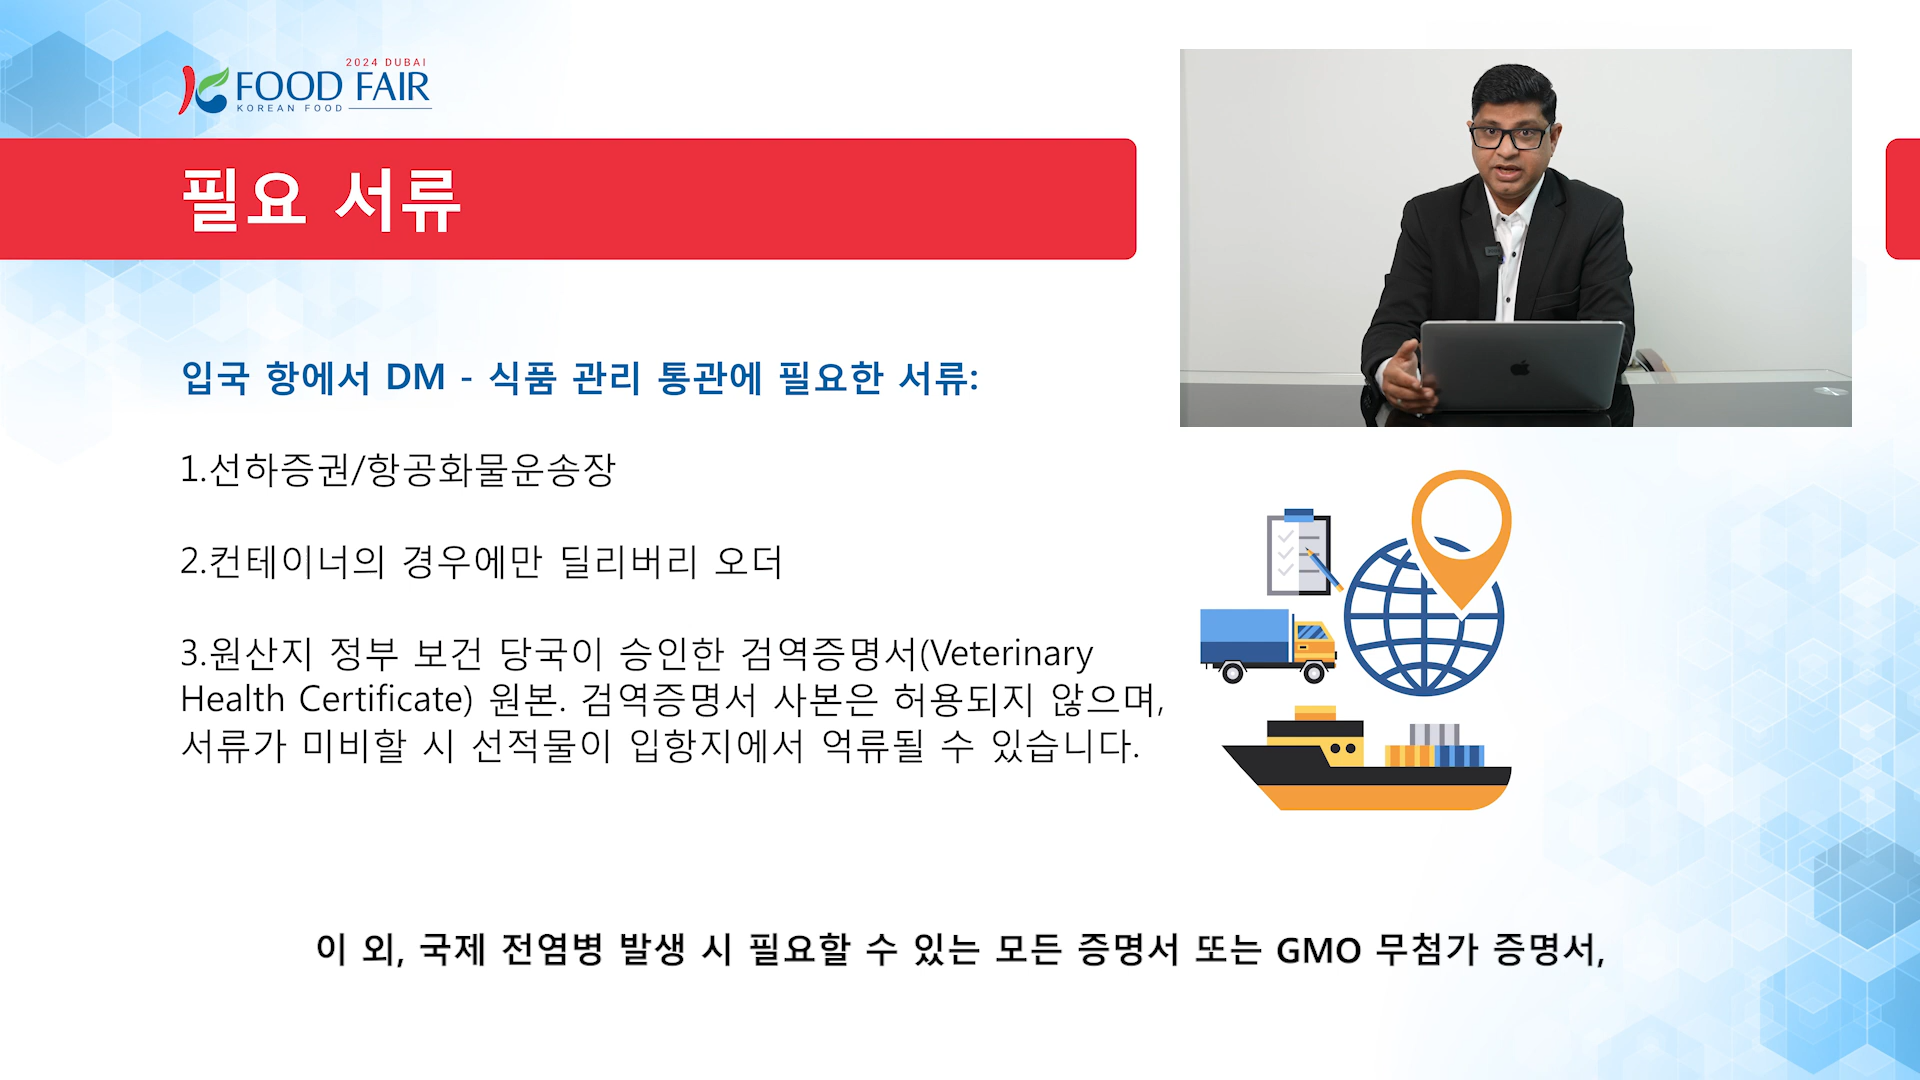 2024 DUBAI
FOOD FAIR
KOREAN FOOD
필요 서류
입국 항에서 DM - 식품 관리 통관에 필요한 서류:
1.선하증권/항공화물운송장
2.컨테이너의 경우에만 딜리버리 오더
3.원산지 정부 보건 당국이 승인한 검역증명서(Veterinary
Health Certificate) 원본. 검역증명서 사본은 허용되지 않으며,
서류가 미비할 시 선적물이 입항지에서 억류될 수 있습니다.
이 외, 국제 전염병 발생 시 필요할 수 있는 모든 증명서 또는 GMO 무첨가 증명서,